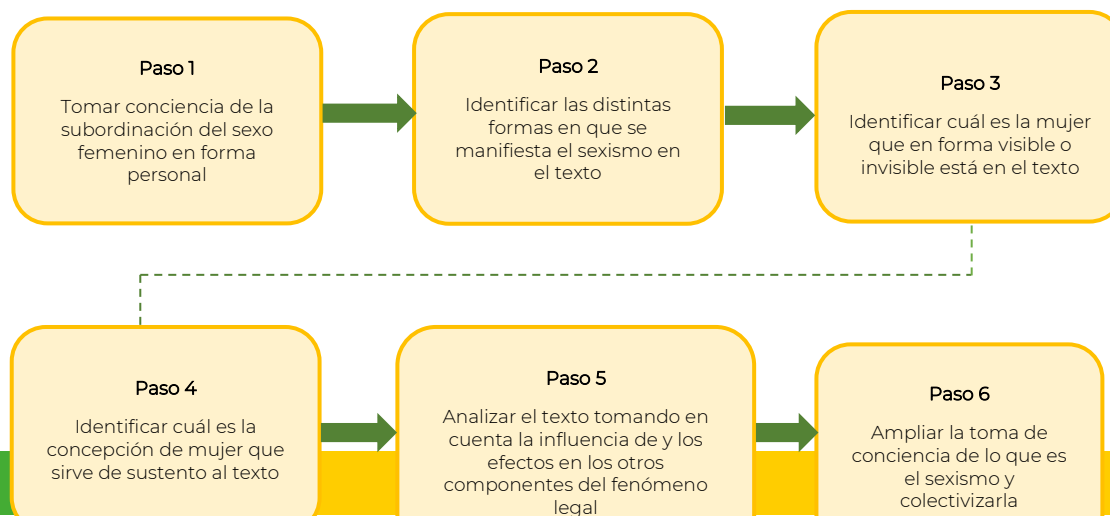 Paso 1
Tomar conciencia de la
subordinación del sexo
femenino en forma
personal
Paso 2
Identificar las distintas
formas en que se
manifiesta el sexismo en
el texto
Paso 3
Identificar cuál es la mujer
que en forma visible o
invisible está en el texto
Paso 4
Identificar cuál es la
concepción de mujer que
sirve de sustento al texto
Paso 5
Analizar el texto tomando en
cuenta la influencia de y los
efectos en los otros
componentes del fenómeno
legal
Paso 6
Ampliar la toma de
conciencia de lo que es
el sexismo y
colectivizarla